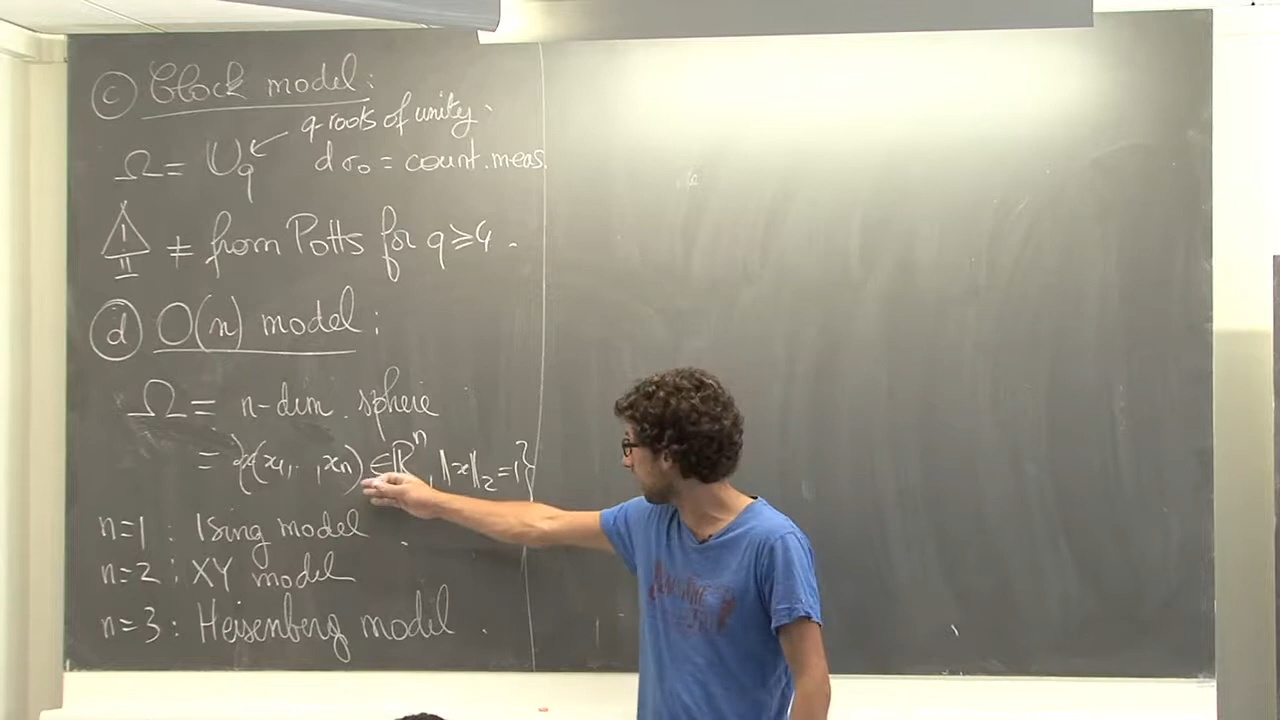 ⓒ Clock model :
q-roots of unity.
Ω = U_q dσ₀ = count. meas.
! ≠ from Potts for q ≥ 4.
ⓓ O(n) model :
Ω = n-dim. sphere
= {x(x₁, , xₙ) ∈ ℝⁿ, ‖x‖₂ = 1}
n=1 : Ising model
n=2 : XY model
n=3 : Heisenberg model.